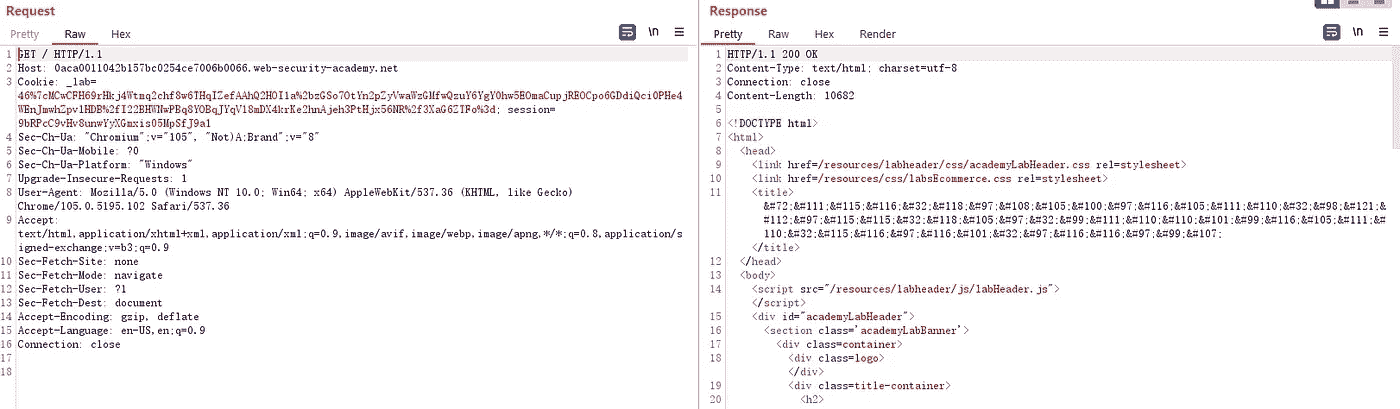 Request
Pretty Raw Hex
\n
1 GET / HTTP/1.1
2 Host: 0aca0011042b157bc0254ce7006b0066.web-security-academy.net
3 Cookie: _lab=
session=
4 Sec-Ch-Ua: "Chromium";v="105", "Not)A;Brand";v="8"
5 Sec-Ch-Ua-Mobile: ?0
6 Sec-Ch-Ua-Platform: "Windows"
7 Upgrade-Insecure-Requests: 1
8 User-Agent: Mozilla/5.0 (Windows NT 10.0; Win64; x64) AppleWebKit/537.36 (KHTML, like Gecko)
Chrome/105.0.5195.102 Safari/537.36
9 Accept:
text/html,application/xhtml+xml,application/xml;q=0.9,image/avif,image/webp,image/apng,*/*;q=0.8,application/s
igned-exchange;v=b3;q=0.9
10 Sec-Fetch-Site: none
11 Sec-Fetch-Mode: navigate
12 Sec-Fetch-User: ?1
13 Sec-Fetch-Dest: document
14 Accept-Encoding: gzip, deflate
15 Accept-Language: en-US,en;q=0.9
16 Connection: close
17
18
Response
Pretty Raw Hex Render
\n
1 HTTP/1.1 200 OK
2 Content-Type: text/html; charset=utf-8
3 Connection: close
4 Content-Length: 10682
5
6 <!DOCTYPE html>
7 <html>
8 <head>
9 <link href=/resources/labheader/css/academyLabHeader.css rel=stylesheet>
10 <link href=/resources/css/labsEcommerce.css rel=stylesheet>
11 <title>
&#72;&#111;&#115;&#116;&#32;&#118;&#97;&#108;&#105;&#100;&#97;&#116;&#105;&#111;&#110;&#32;&#98;&#121;
&#112;&#97;&#115;&#115;&#32;&#118;&#105;&#97;&#32;&#99;&#111;&#110;&#110;&#101;&#99;&#116;&#105;&#111;
&#110;&#32;&#115;&#116;&#97;&#116;&#101;&#32;&#97;&#116;&#116;&#97;&#99;&#107;
</title>
12 </head>
13 <body>
14 <script src="/resources/labheader/js/labHeader.js">
</script>
15 <div id="academyLabHeader">
16 <section class='academyLabBanner'>
17 <div class=container>
18 <div class=logo>
</div>
19 <div class=title-container>
20 <h2>